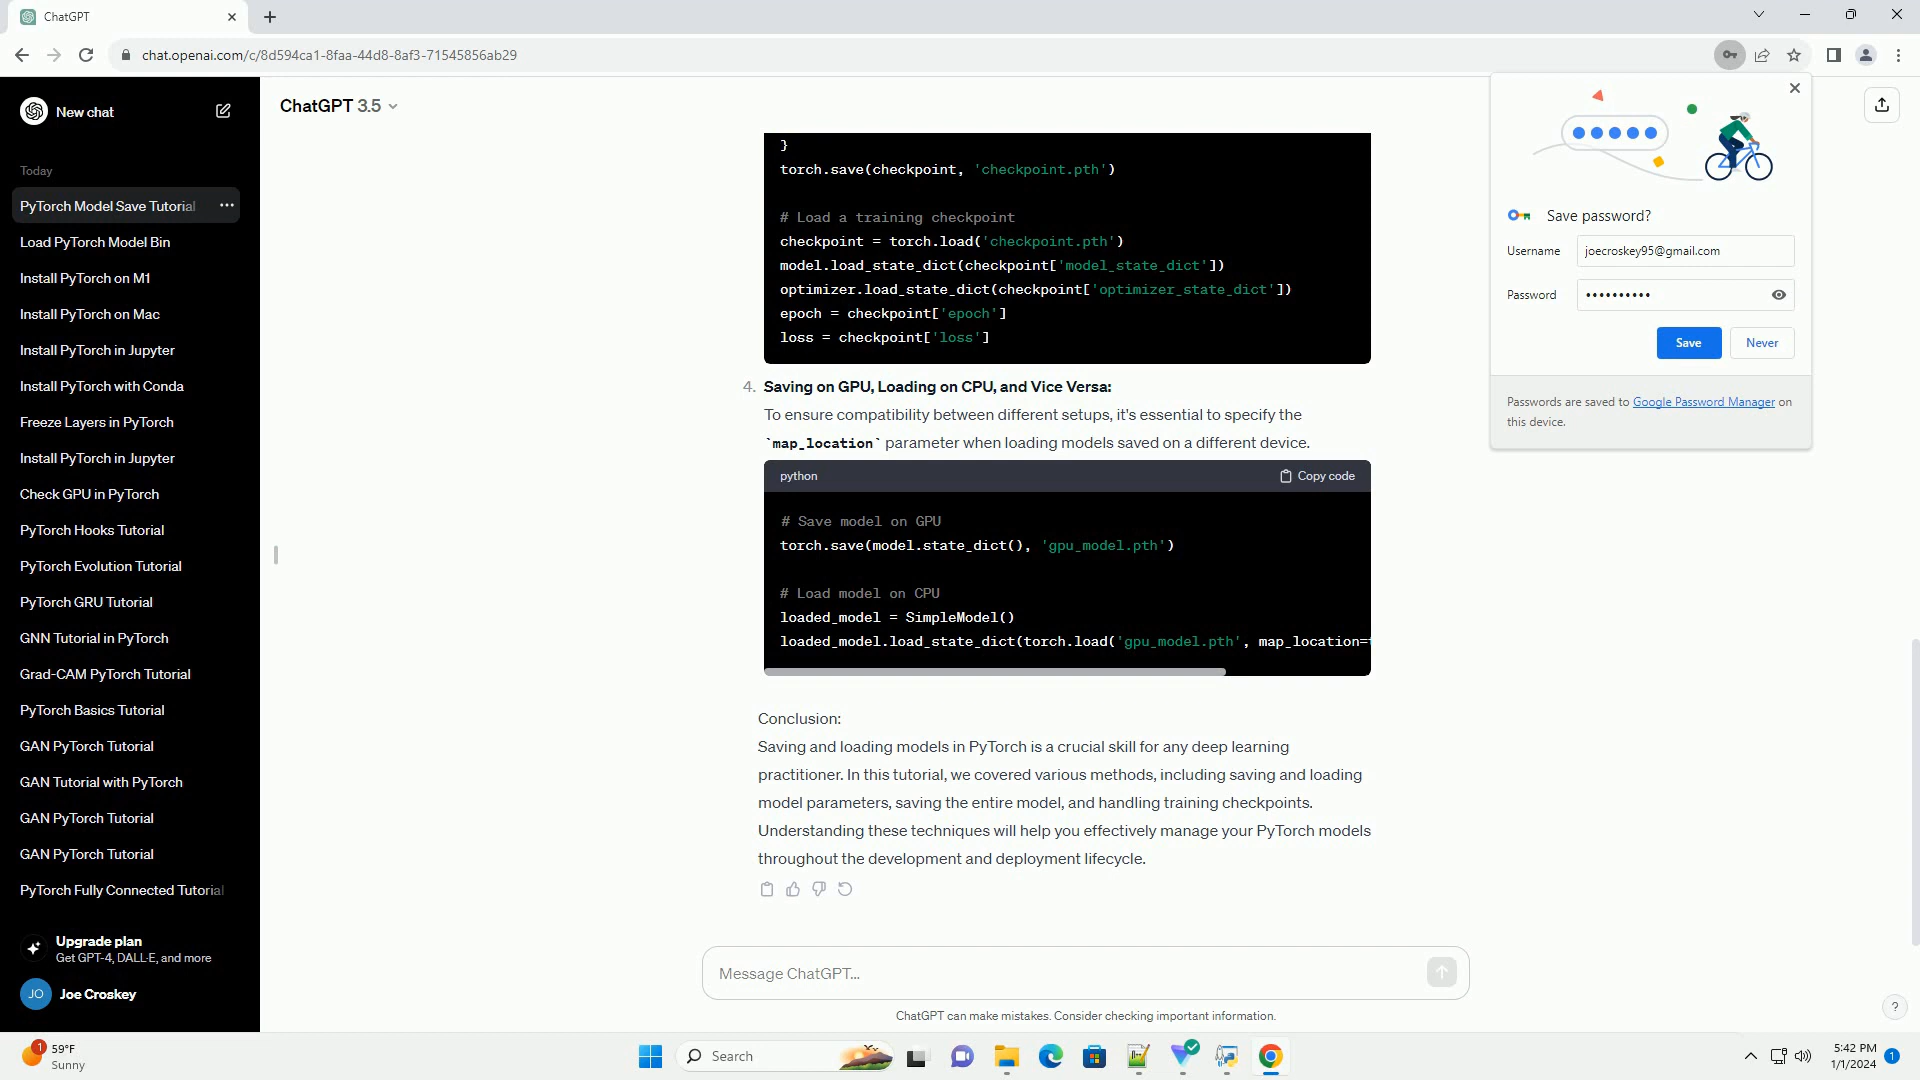 ChatGPT
chat.openai.com/c/8d594ca1-8faa-44d8-8af3-71545856ab29
New chat
Today
PyTorch Model Save Tutorial
Load PyTorch Model Bin
Install PyTorch on M1
Install PyTorch on Mac
Install PyTorch in Jupyter
Install PyTorch with Conda
Freeze Layers in PyTorch
Install PyTorch in Jupyter
Check GPU in PyTorch
PyTorch Hooks Tutorial
PyTorch Evolution Tutorial
PyTorch GRU Tutorial
GNN Tutorial in PyTorch
Grad-CAM PyTorch Tutorial
PyTorch Basics Tutorial
GAN PyTorch Tutorial
GAN Tutorial with PyTorch
GAN PyTorch Tutorial
GAN PyTorch Tutorial
PyTorch Fully Connected Tutorial
Upgrade plan
Get GPT-4, DALL·E, and more
JO Joe Croskey
ChatGPT 3.5
}
torch.save(checkpoint, 'checkpoint.pth')
# Load a training checkpoint
checkpoint = torch.load('checkpoint.pth')
model.load_state_dict(checkpoint['model_state_dict'])
optimizer.load_state_dict(checkpoint['optimizer_state_dict'])
epoch = checkpoint['epoch']
loss = checkpoint['loss']
4. Saving on GPU, Loading on CPU, and Vice Versa:
To ensure compatibility between different setups, it's essential to specify the
`map_location` parameter when loading models saved on a different device.
python Copy code
# Save model on GPU
torch.save(model.state_dict(), 'gpu_model.pth')
# Load model on CPU
loaded_model = SimpleModel()
loaded_model.load_state_dict(torch.load('gpu_model.pth', map_location=
Conclusion:
Saving and loading models in PyTorch is a crucial skill for any deep learning
practitioner. In this tutorial, we covered various methods, including saving and loading
model parameters, saving the entire model, and handling training checkpoints.
Understanding these techniques will help you effectively manage your PyTorch models
throughout the development and deployment lifecycle.
Message ChatGPT...
ChatGPT can make mistakes. Consider checking important information.
?
Save password?
Username joecroskey95@gmail.com
Password ••••••••••
Save Never
Passwords are saved to Google Password Manager on
this device.
1
59°F
Sunny
Search
5:42 PM
1/1/2024
1